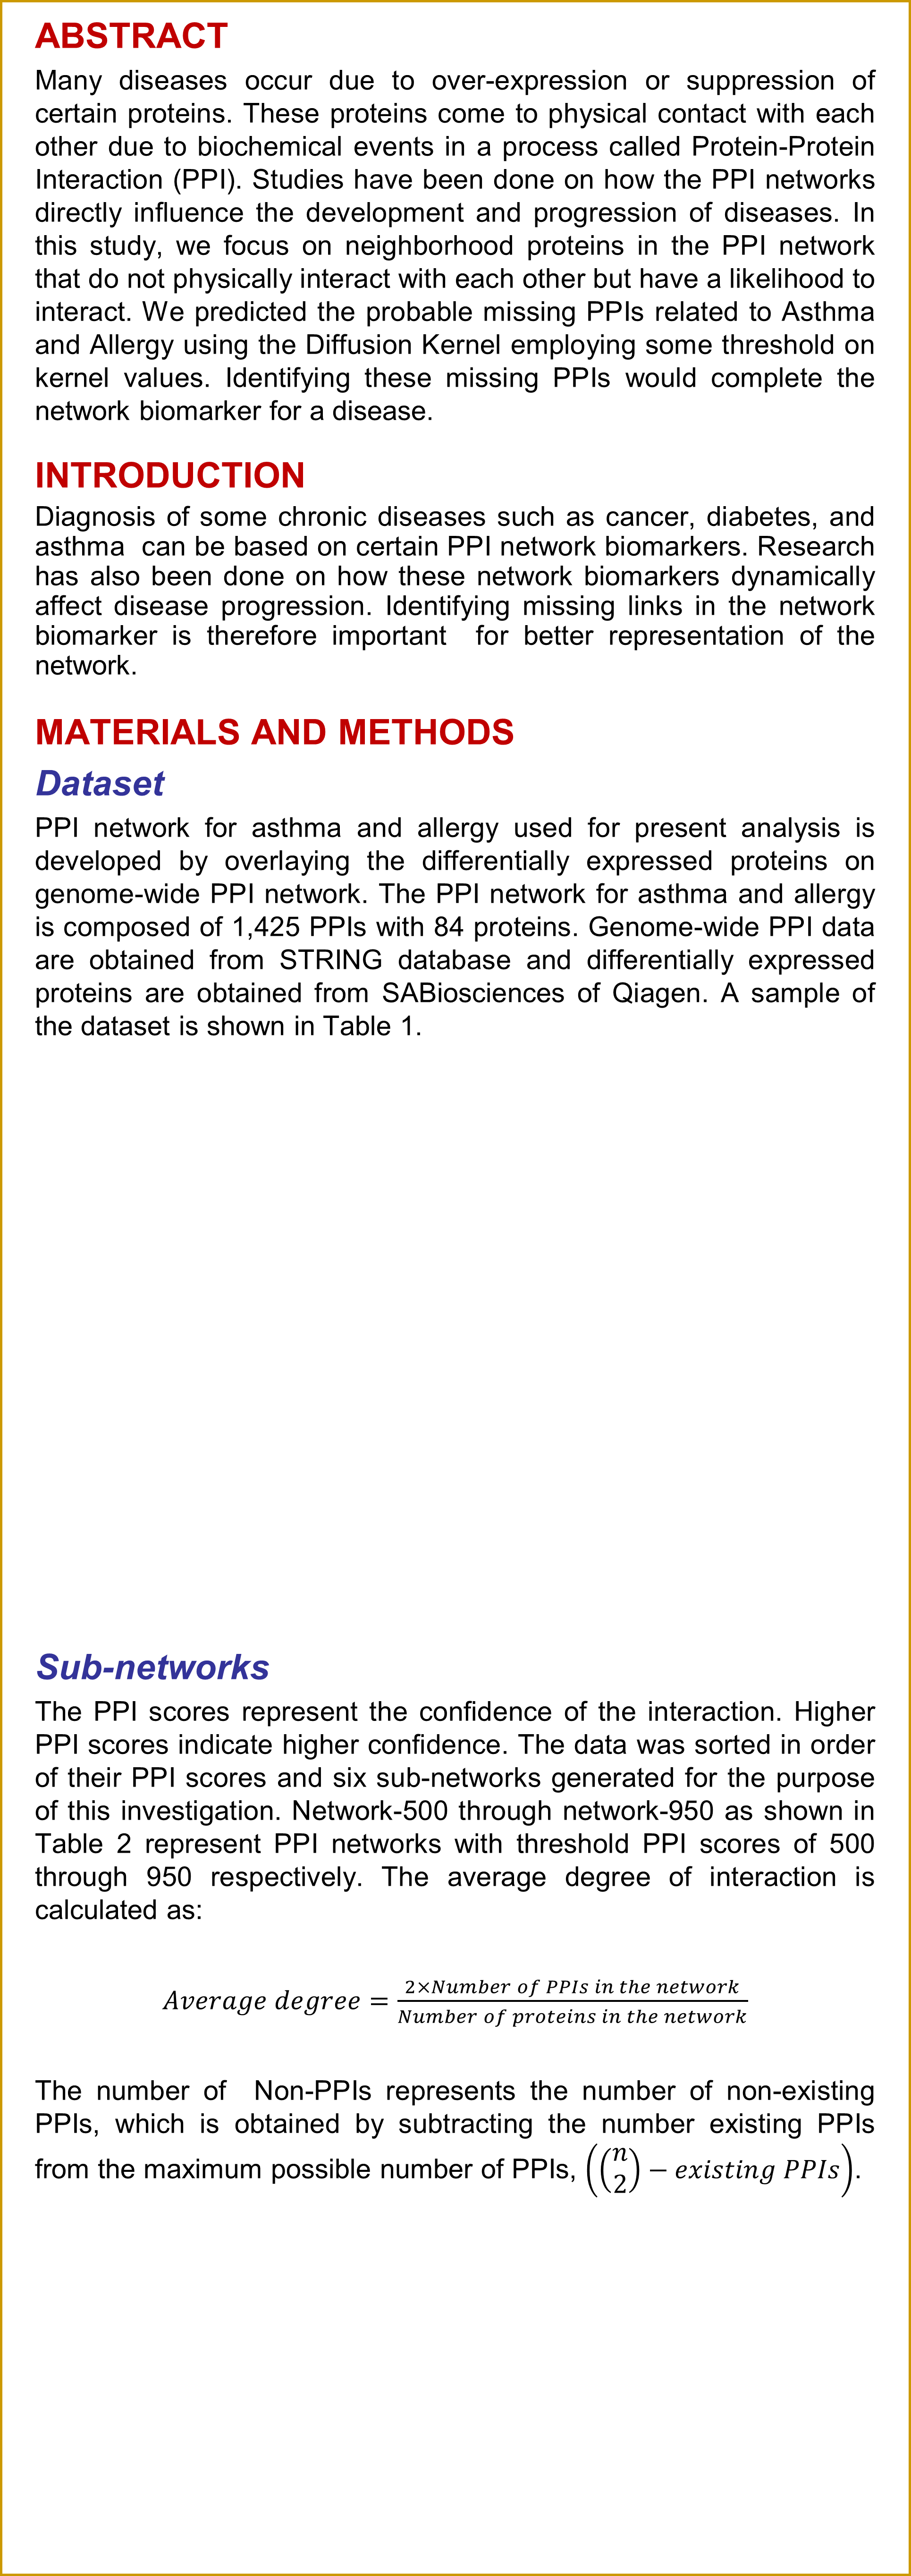 ABSTRACT
Many diseases occur due to over-expression or suppression of
certain proteins. These proteins come to physical contact with each
other due to biochemical events in a process called Protein-Protein
Interaction (PPI). Studies have been done on how the PPI networks
directly influence the development and progression of diseases. In
this study, we focus on neighborhood proteins in the PPI network
that do not physically interact with each other but have a likelihood to
interact. We predicted the probable missing PPIs related to Asthma
and Allergy using the Diffusion Kernel employing some threshold on
kernel values. Identifying these missing PPIs would complete the
network biomarker for a disease.
INTRODUCTION
Diagnosis of some chronic diseases such as cancer, diabetes, and
asthma can be based on certain PPI network biomarkers. Research
has also been done on how these network biomarkers dynamically
affect disease progression. Identifying missing links in the network
biomarker is therefore important for better representation of the
network.
MATERIALS AND METHODS
Dataset
PPI network for asthma and allergy used for present analysis is
developed by overlaying the differentially expressed proteins on
genome-wide PPI network. The PPI network for asthma and allergy
is composed of 1,425 PPIs with 84 proteins. Genome-wide PPI data
are obtained from STRING database and differentially expressed
proteins are obtained from SABiosciences of Qiagen. A sample of
the dataset is shown in Table 1.
Sub-networks
The PPI scores represent the confidence of the interaction. Higher
PPI scores indicate higher confidence. The data was sorted in order
of their PPI scores and six sub-networks generated for the purpose
of this investigation. Network-500 through network-950 as shown in
Table 2 represent PPI networks with threshold PPI scores of 500
through 950 respectively. The average degree of interaction is
calculated as:
Average degree = 2×Number of PPIs in the network / Number of proteins in the network
The number of Non-PPIs represents the number of non-existing
PPIs, which is obtained by subtracting the number existing PPIs
from the maximum possible number of PPIs, ((n 2) − existing PPIs).